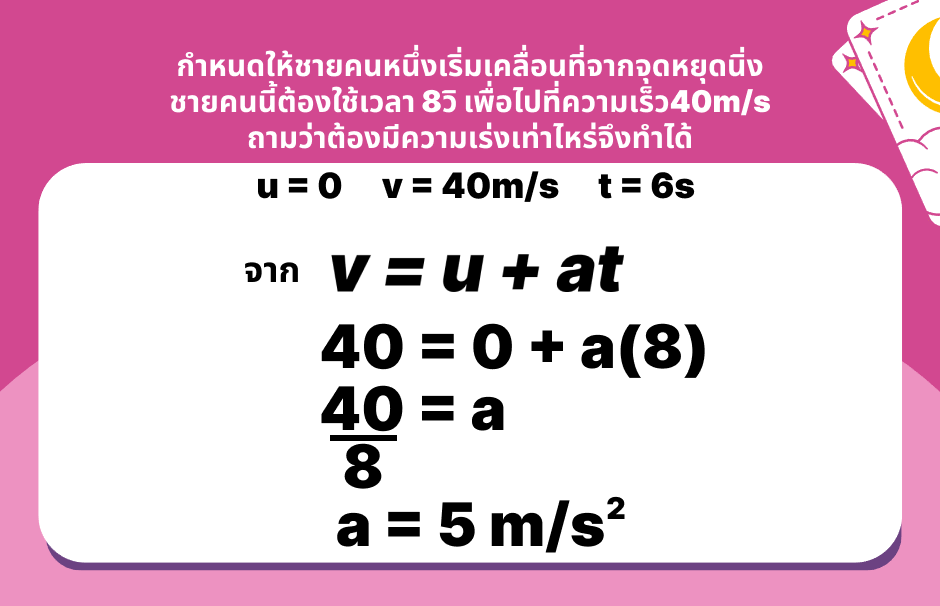 กำหนดให้ชายคนหนึ่งเริ่มเคลื่อนที่จากจุดหยุดนิ่ง
ชายคนนี้ต้องใช้เวลา 8วิ เพื่อไปที่ความเร็ว40m/s
ถามว่าต้องมีความเร่งเท่าไหร่จึงทำได้
u = 0 v = 40m/s t = 6s
จาก v = u + at
40 = 0 + a(8)
40 = a
8
a = 5 m/s²